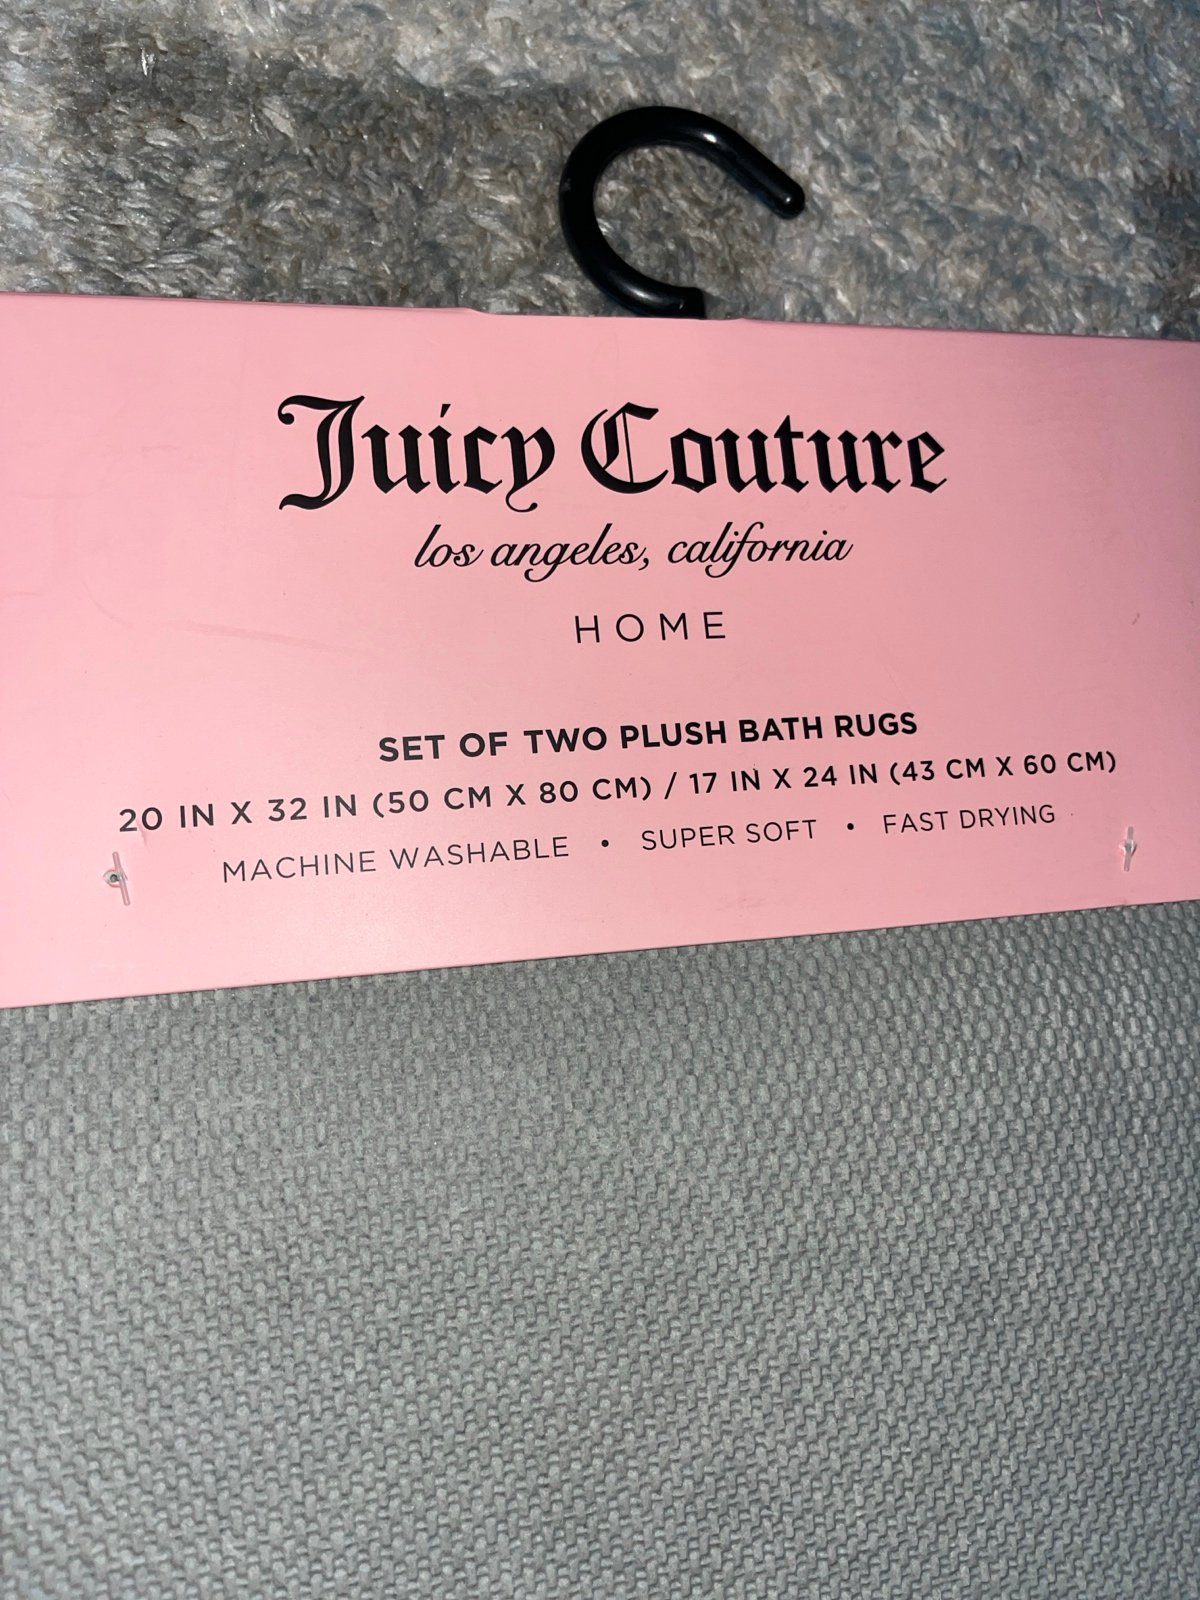 Juicy Couture
los angeles, california
HOME
SET OF TWO PLUSH BATH RUGS
20 IN X 32 IN (50 CM X 80 CM) / 17 IN X 24 IN (43 CM X 60 CM)
MACHINE WASHABLE • SUPER SOFT • FAST DRYING